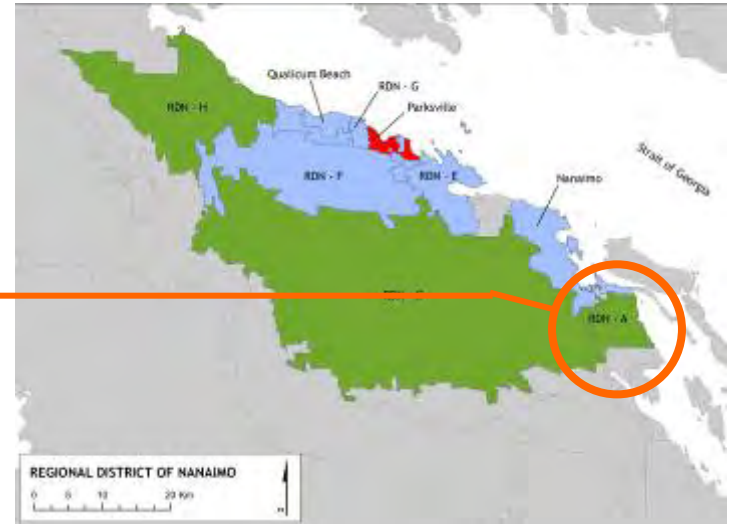 Qualicum Beach
RDN - G
Parksville
RDN - H
RDN - F
RDN - E
Nanaimo
Strait of Georgia
RDN - A
REGIONAL DISTRICT OF NANAIMO
0 5 10 20 Km